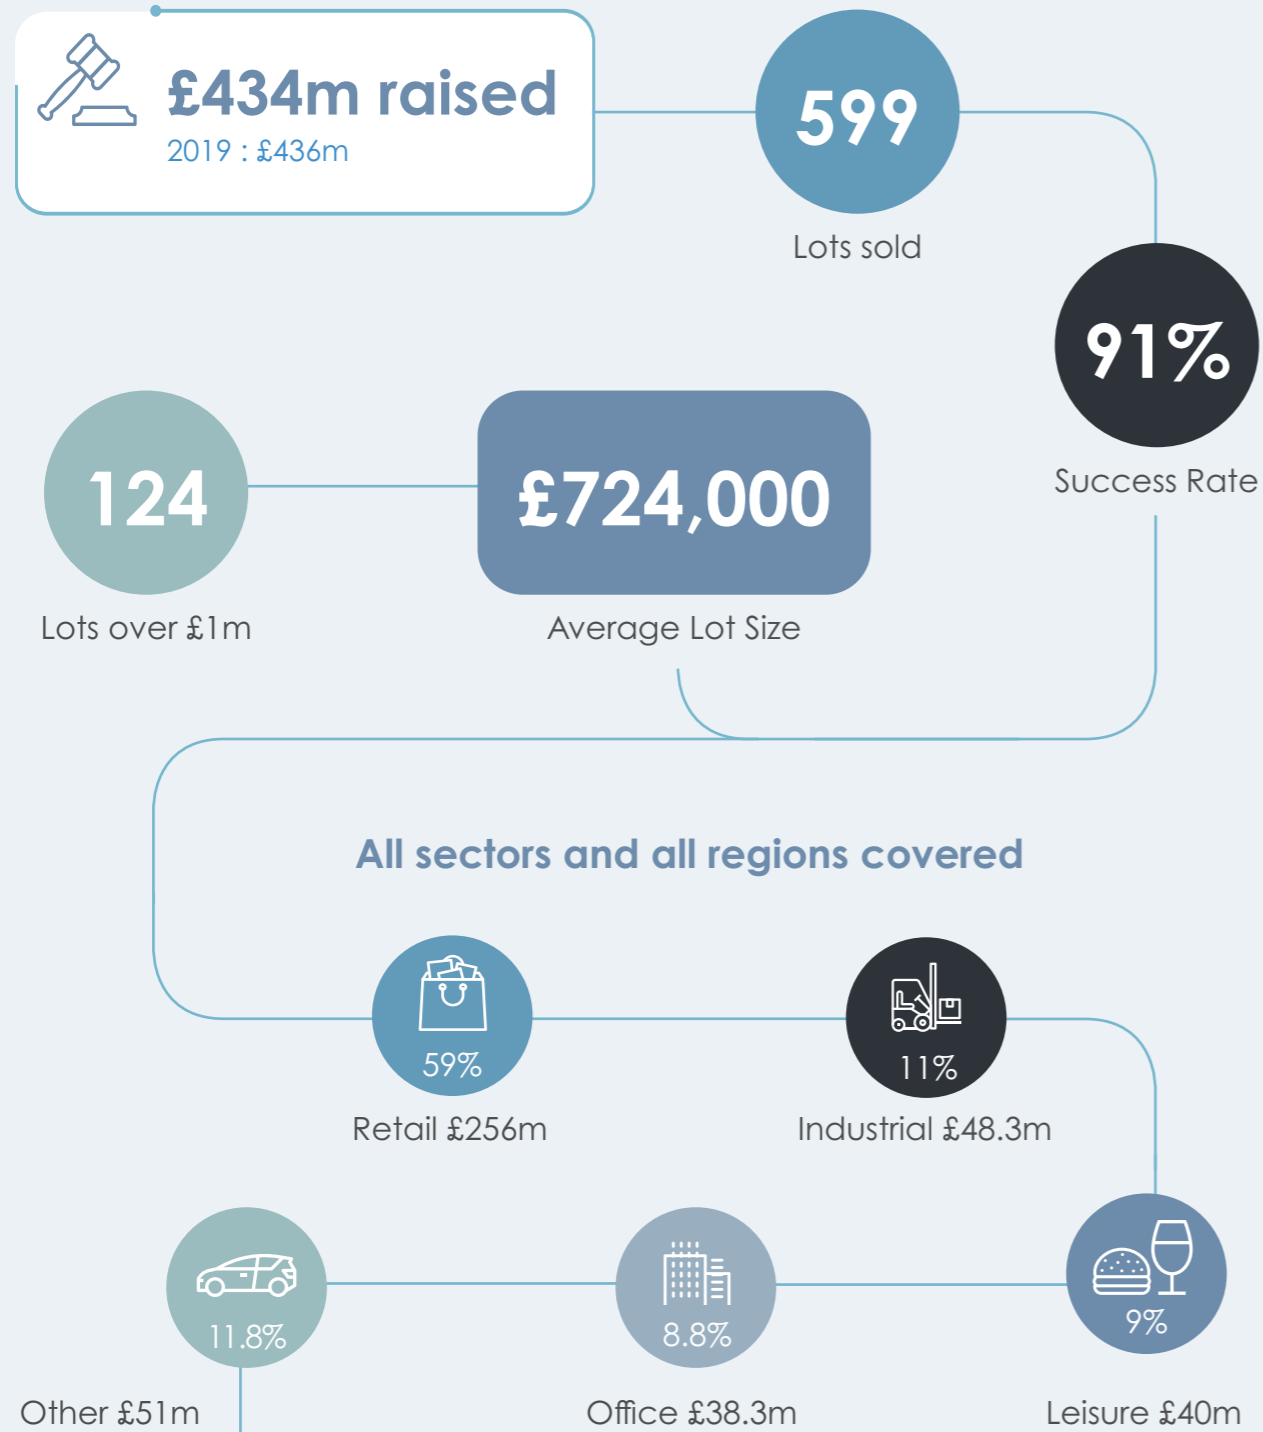 £434m raised
2019 : £436m
599
Lots sold
91%
Success Rate
124
Lots over £1m
£724,000
Average Lot Size
All sectors and all regions covered
59%
Retail £256m
11%
Industrial £48.3m
11.8%
Other £51m
8.8%
Office £38.3m
9%
Leisure £40m